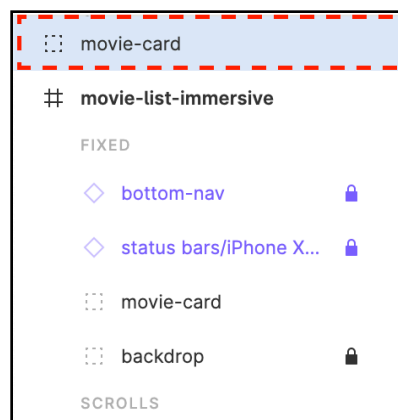 movie-card
movie-list-immersive
FIXED
bottom-nav
status bars/iPhone X...
movie-card
backdrop
SCROLLS